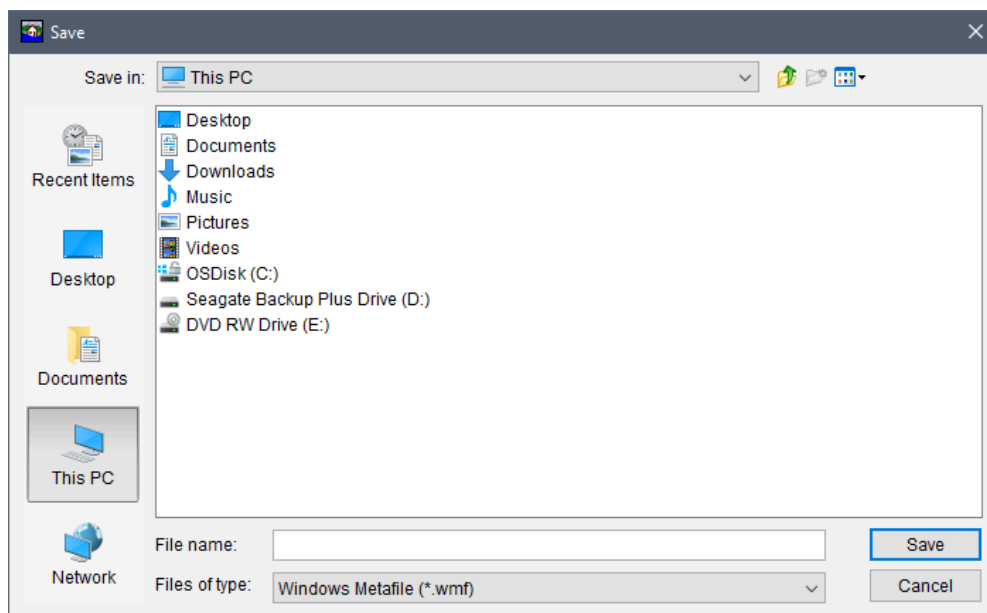 Save
Save in: This PC
Recent Items
Desktop
Documents
This PC
Network
Desktop
Documents
Downloads
Music
Pictures
Videos
OSDisk (C:)
Seagate Backup Plus Drive (D:)
DVD RW Drive (E:)
File name: Save
Files of type: Windows Metafile (*.wmf) Cancel